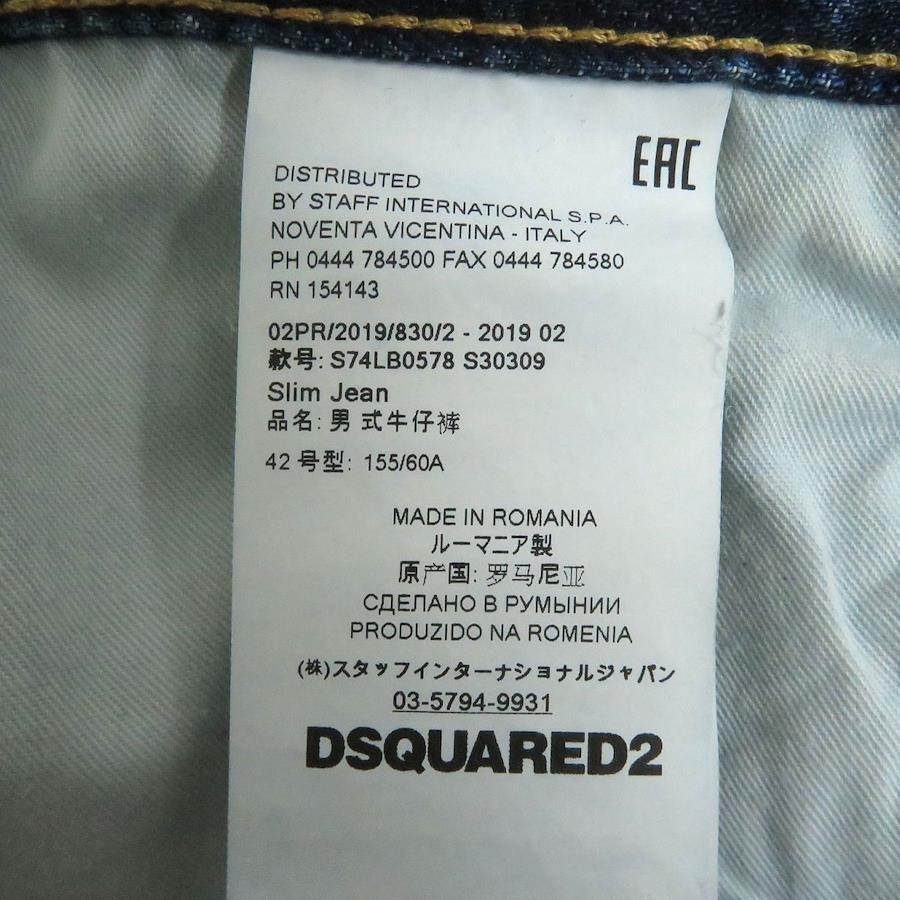 EAC
DISTRIBUTED
BY STAFF INTERNATIONAL S.P.A.
NOVENTA VICENTINA - ITALY
PH 0444 784500 FAX 0444 784580
RN 154143
02PR/2019/830/2 - 2019 02
款号: S74LB0578 S30309
Slim Jean
品名: 男 式牛仔裤
42 号型: 155/60A
MADE IN ROMANIA
ルーマニア製
原产国: 罗马尼亚
СДЕЛАНО В РУМЫНИИ
PRODUZIDO NA ROMENIA
(株)スタッフインターナショナルジャパン
03-5794-9931
DSQUARED2